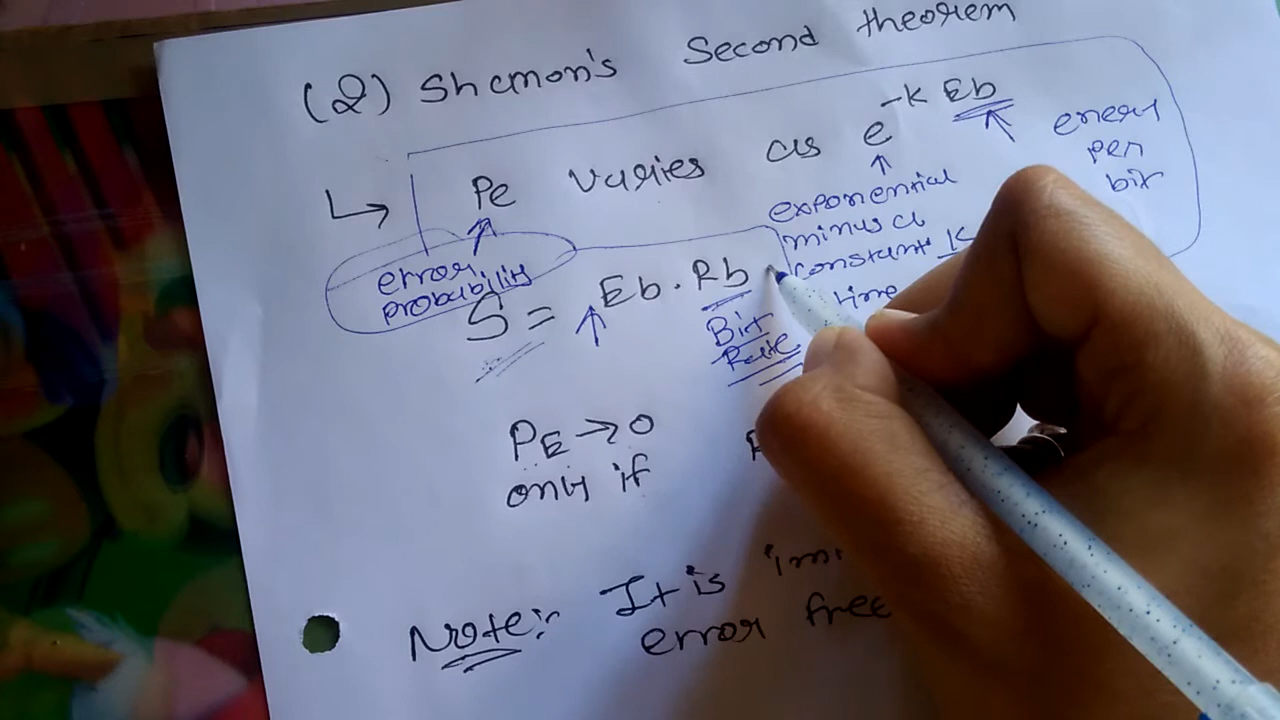 (2) Shannon's Second theorem
Pe varies as e^-K Eb
energy
per
bit
exponential
minus a
constant K
time
error
probability
S = Eb . Rb
Bit
Rate
PE → 0
only if
Note: It is
error free